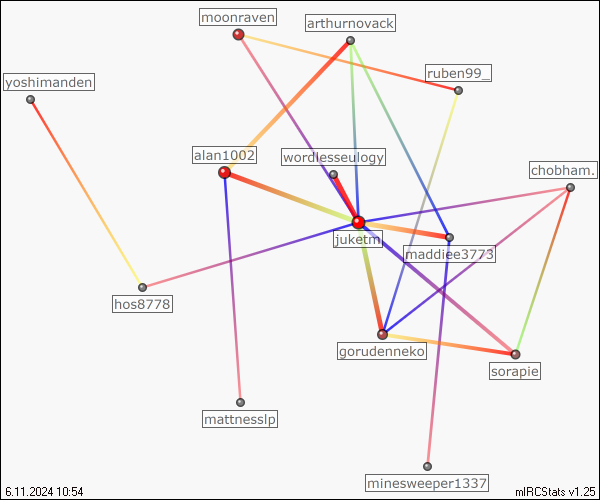 moonraven
arthurnovack
ruben99_
yoshimanden
alan1002
wordlesseulogy
chobham.
juketm
maddiee3773
hos8778
gorudenneko
sorapie
mattnesslp
minesweeper1337
6.11.2024 10:54
mIRCStats v1.25